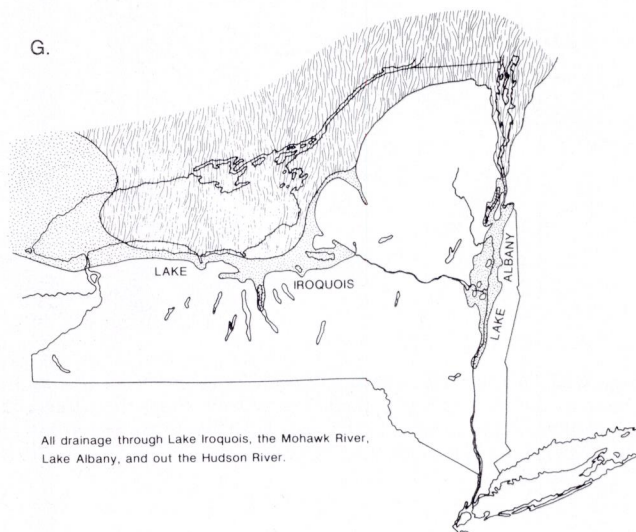 G.
LAKE
IROQUOIS
LAKE ALBANY
All drainage through Lake Iroquois, the Mohawk River,
Lake Albany, and out the Hudson River.